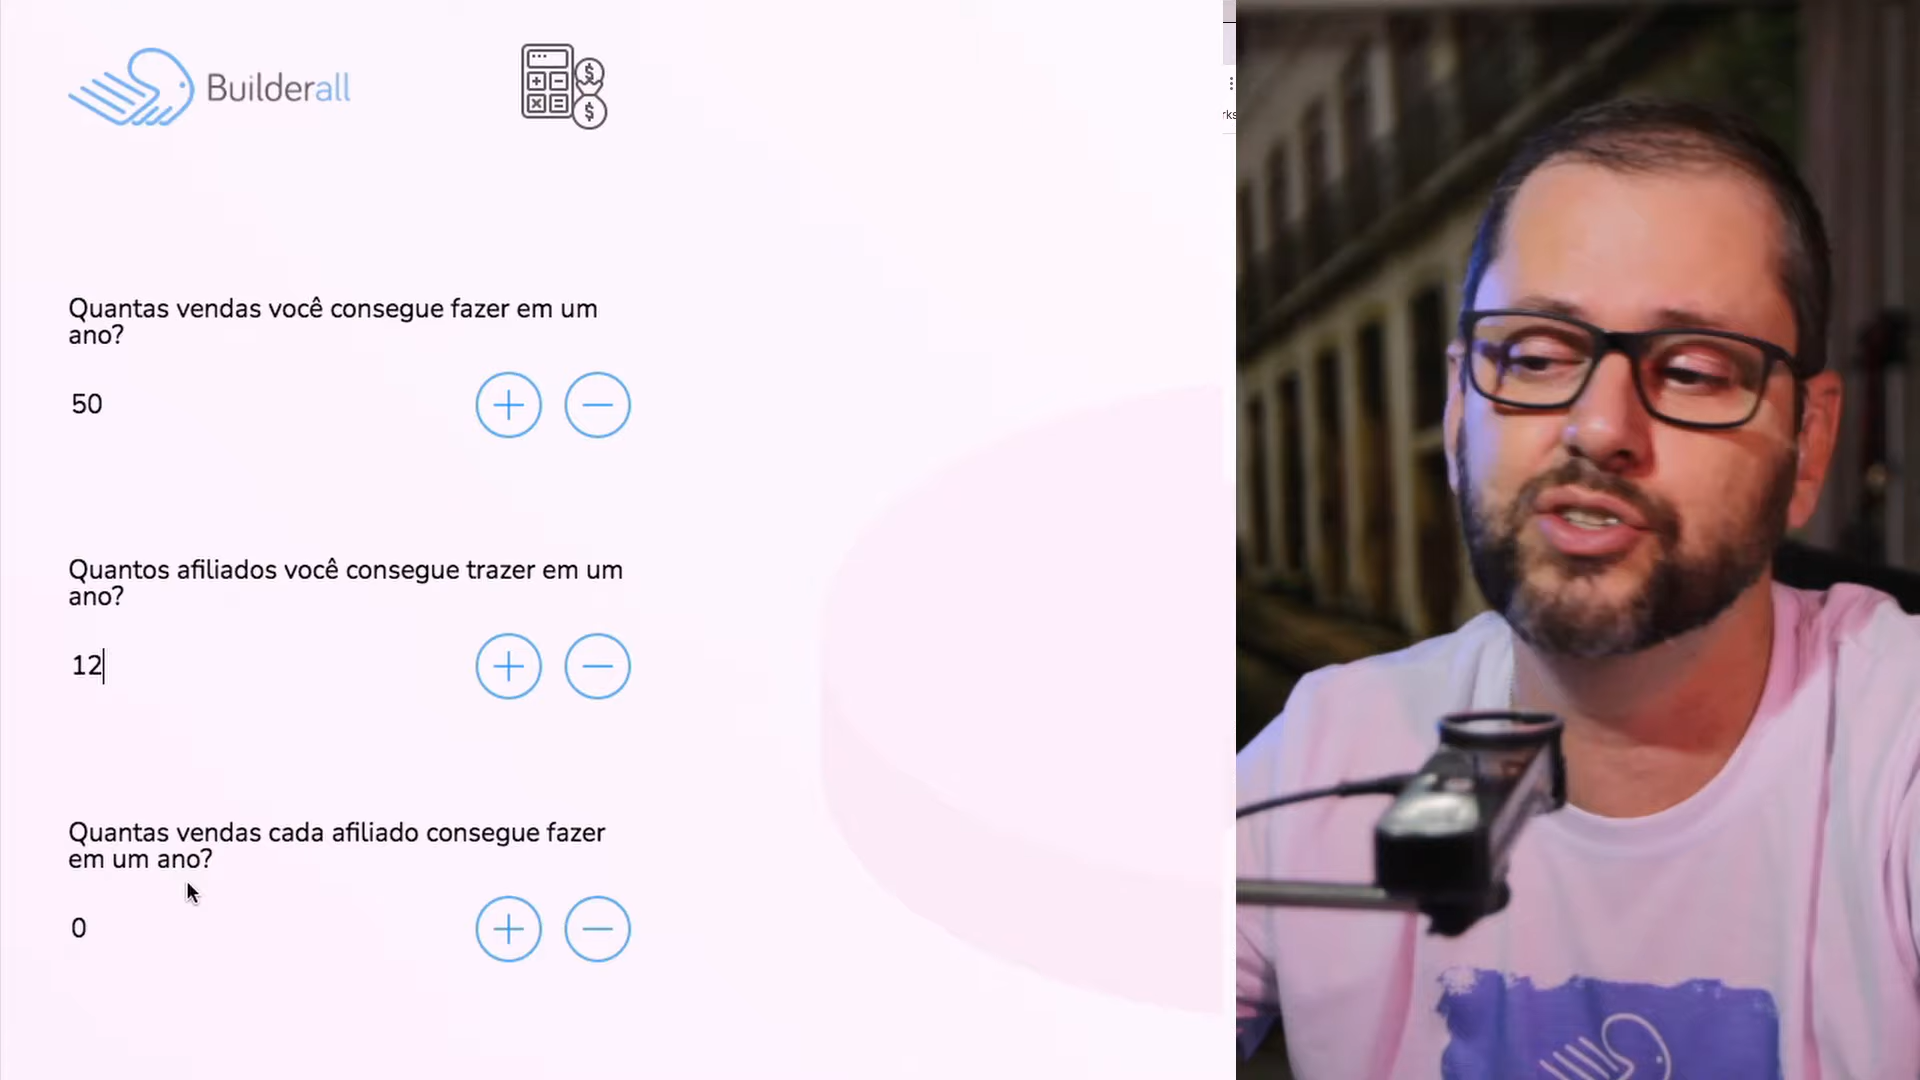 Builderall
Quantas vendas você consegue fazer em um
ano?
50
Quantos afiliados você consegue trazer em um
ano?
12
Quantas vendas cada afiliado consegue fazer
em um ano?
0